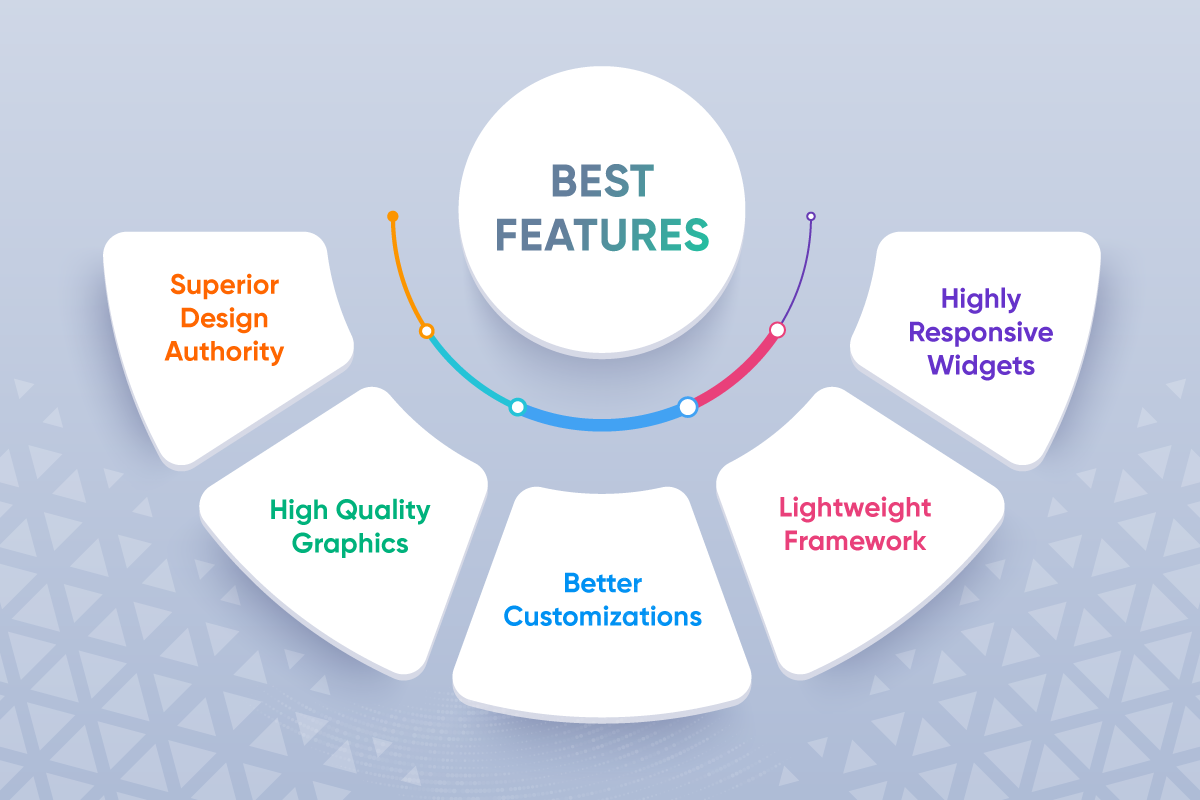 BEST
FEATURES
Superior
Design
Authority
High Quality
Graphics
Better
Customizations
Lightweight
Framework
Highly
Responsive
Widgets